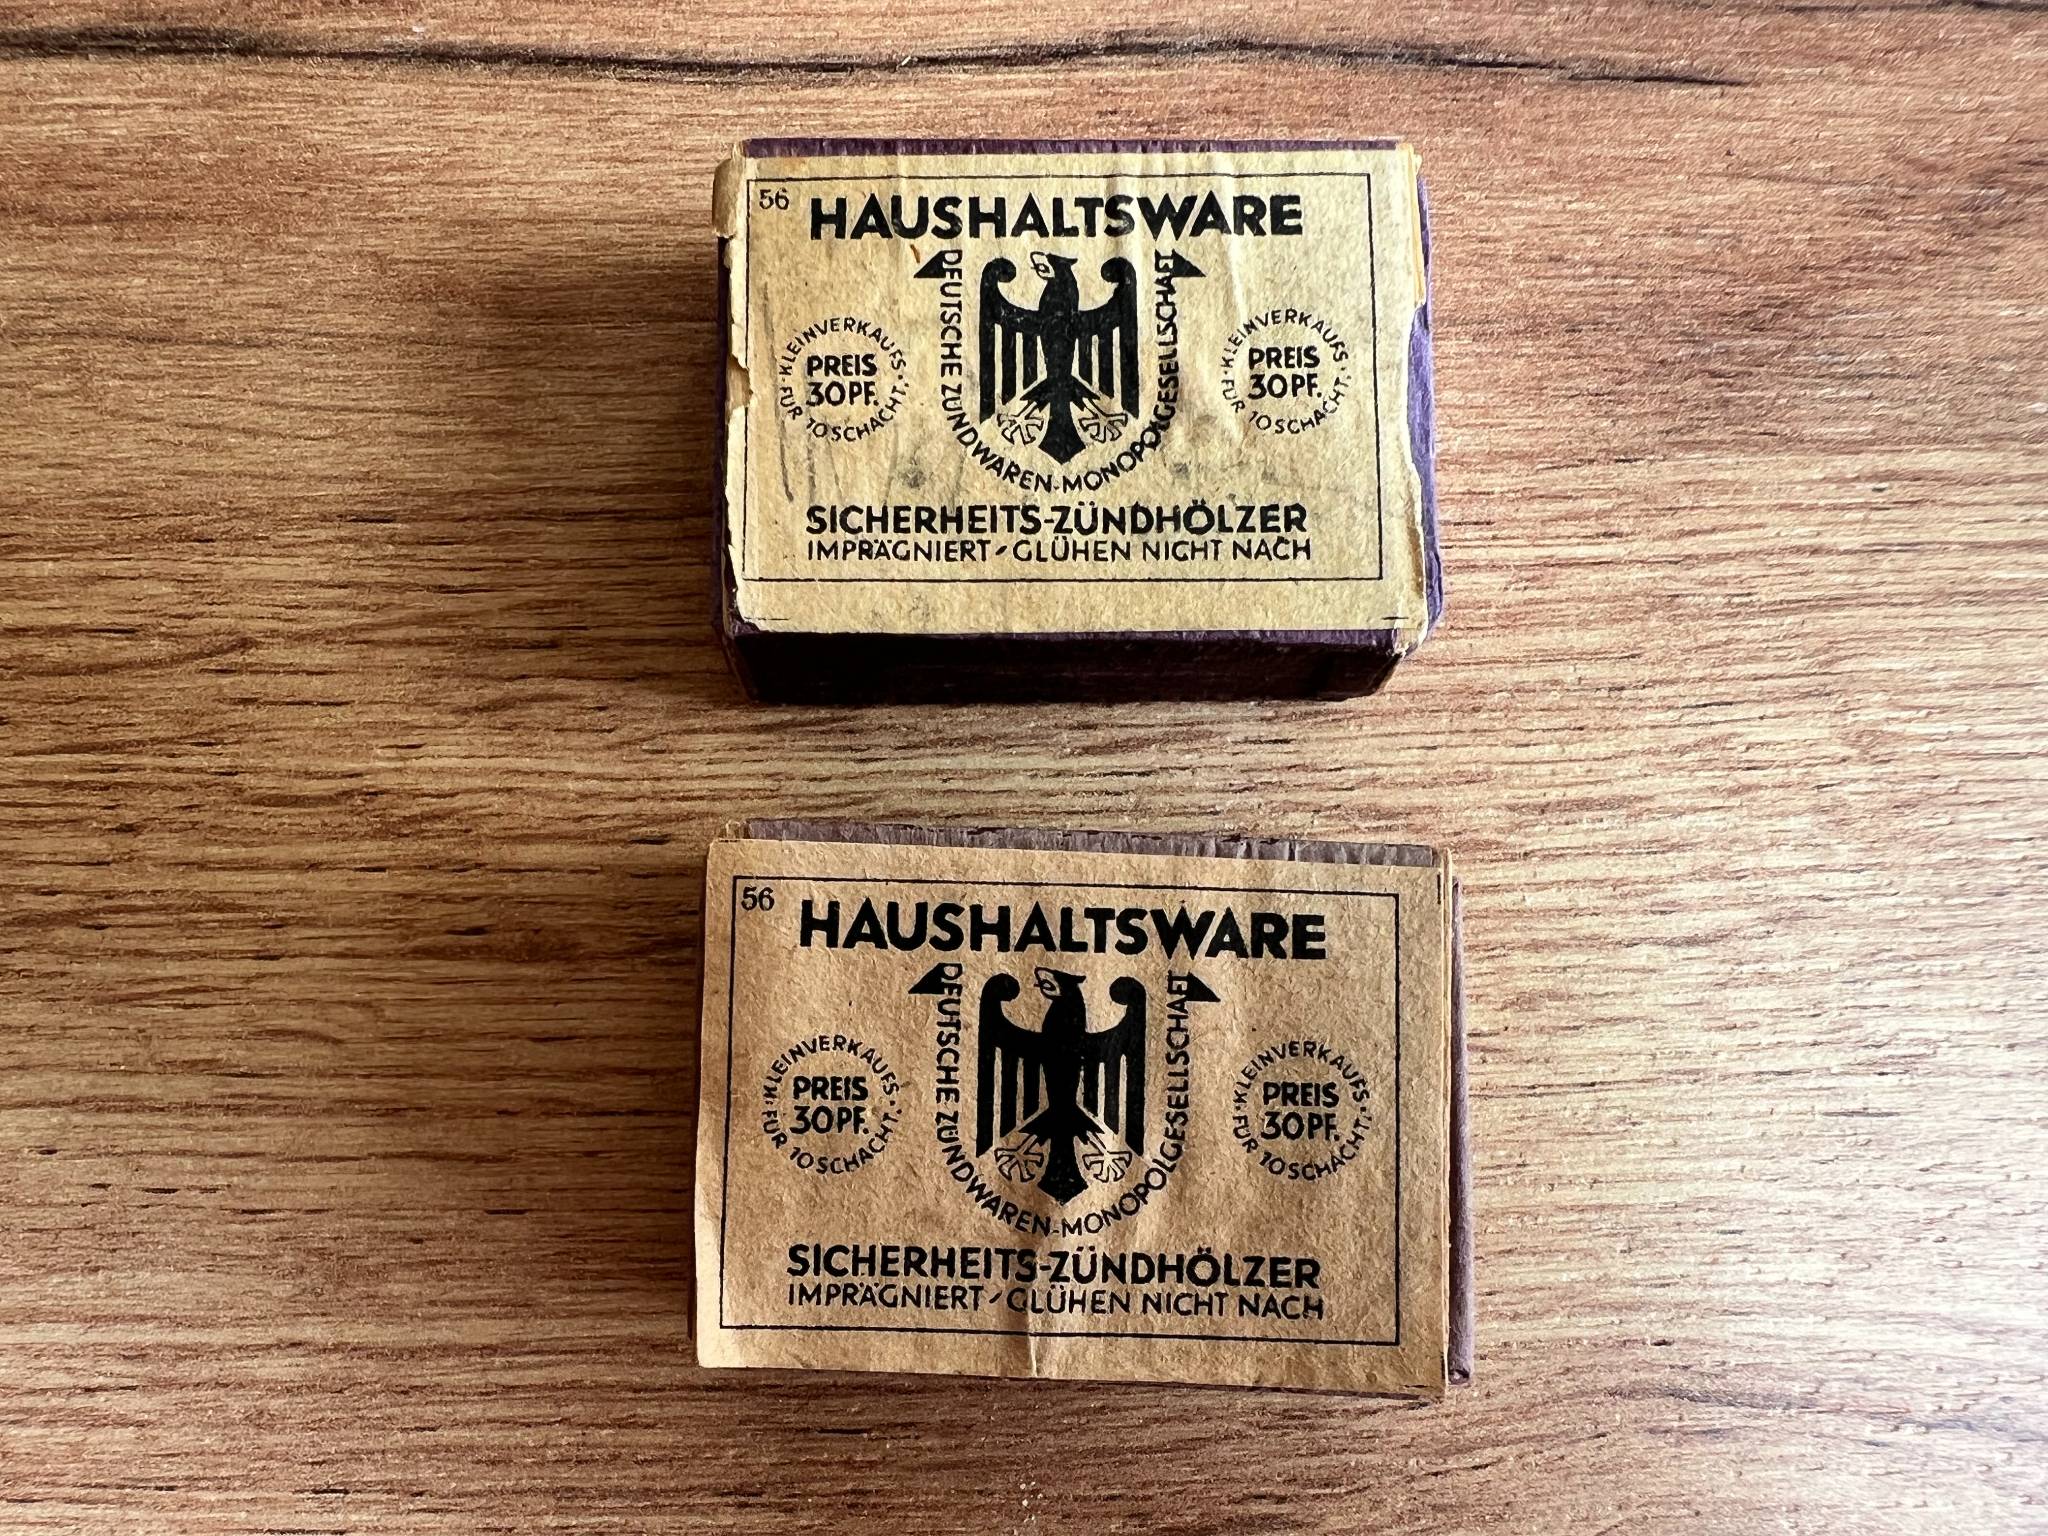 56
HAUSHALTSWARE
DEUTSCHE ZÜNDWAREN-MONOPOLGESELLSCHAFT
KLEINVERKAUFS·
PREIS
30 PF.
·FÜR 10 SCHACHT.
KLEINVERKAUFS·
PREIS
30 PF.
·FÜR 10 SCHACHT.
SICHERHEITS-ZÜNDHÖLZER
IMPRÄGNIERT-GLÜHEN NICHT NACH
56
HAUSHALTSWARE
DEUTSCHE ZÜNDWAREN-MONOPOLGESELLSCHAFT
KLEINVERKAUFS·
PREIS
30 PF.
·FÜR 10 SCHACHT.
KLEINVERKAUFS·
PREIS
30 PF.
·FÜR 10 SCHACHT.
SICHERHEITS-ZÜNDHÖLZER
IMPRÄGNIERT-GLÜHEN NICHT NACH